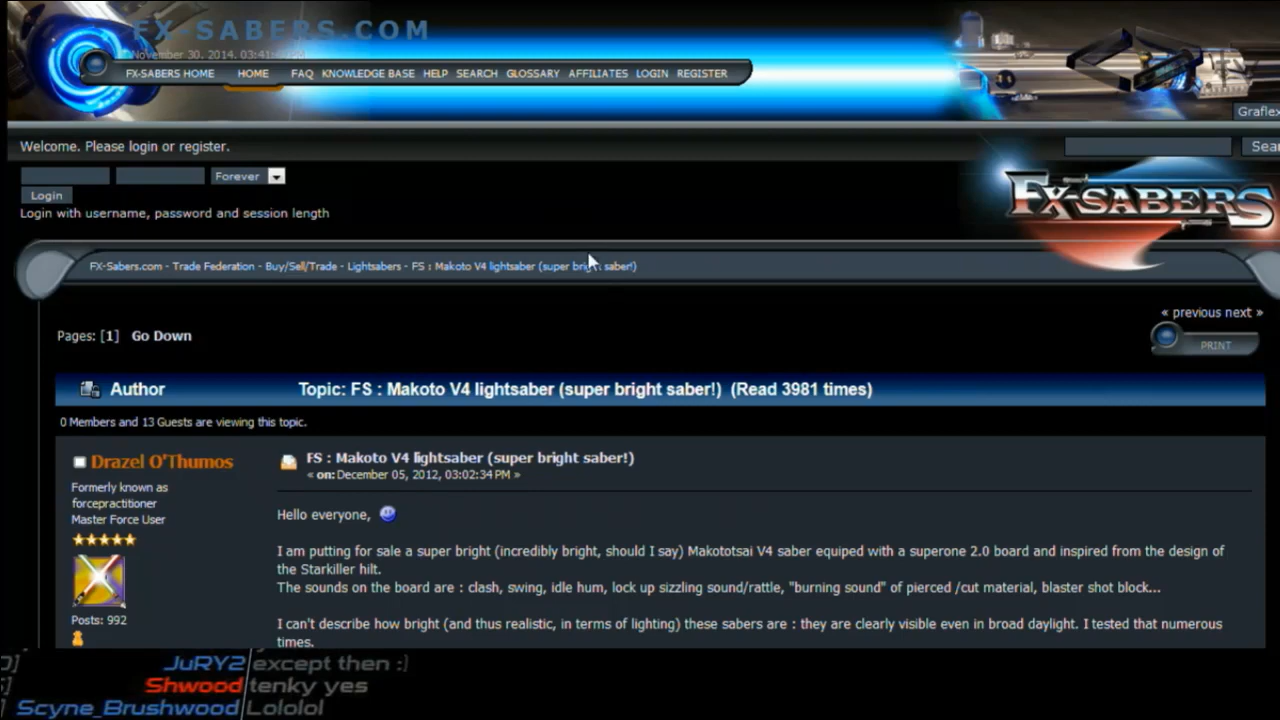 FX-SABERS.COM
November 30, 2014, 03:41
FX-SABERS HOME HOME FAQ KNOWLEDGE BASE HELP SEARCH GLOSSARY AFFILIATES LOGIN REGISTER
Graflex
Welcome. Please login or register.
Sea
Forever
Login
Login with username, password and session length
FX-SABERS
FX-Sabers.com - Trade Federation - Buy/Sell/Trade - Lightsabers - FS : Makoto V4 lightsaber (super bright saber!)
« previous next »
Pages: [1] Go Down
PRINT
Author Topic: FS : Makoto V4 lightsaber (super bright saber!) (Read 3981 times)
0 Members and 13 Guests are viewing this topic.
Drazel O'Thumos
FS : Makoto V4 lightsaber (super bright saber!)
« on: December 05, 2012, 03:02:34 PM »
Formerly known as
forcepractitioner
Master Force User
Hello everyone,
I am putting for sale a super bright (incredibly bright, should I say) Makototsai V4 saber equiped with a superone 2.0 board and inspired from the design of
the Starkiller hilt.
The sounds on the board are : clash, swing, idle hum, lock up sizzling sound/rattle, "burning sound" of pierced /cut material, blaster shot block...
Posts: 992
I can't describe how bright (and thus realistic, in terms of lighting) these sabers are : they are clearly visible even in broad daylight. I tested that numerous
times.
JuRY2 except then :)
Shwood tenky yes
Scyne_Brushwood Lololol